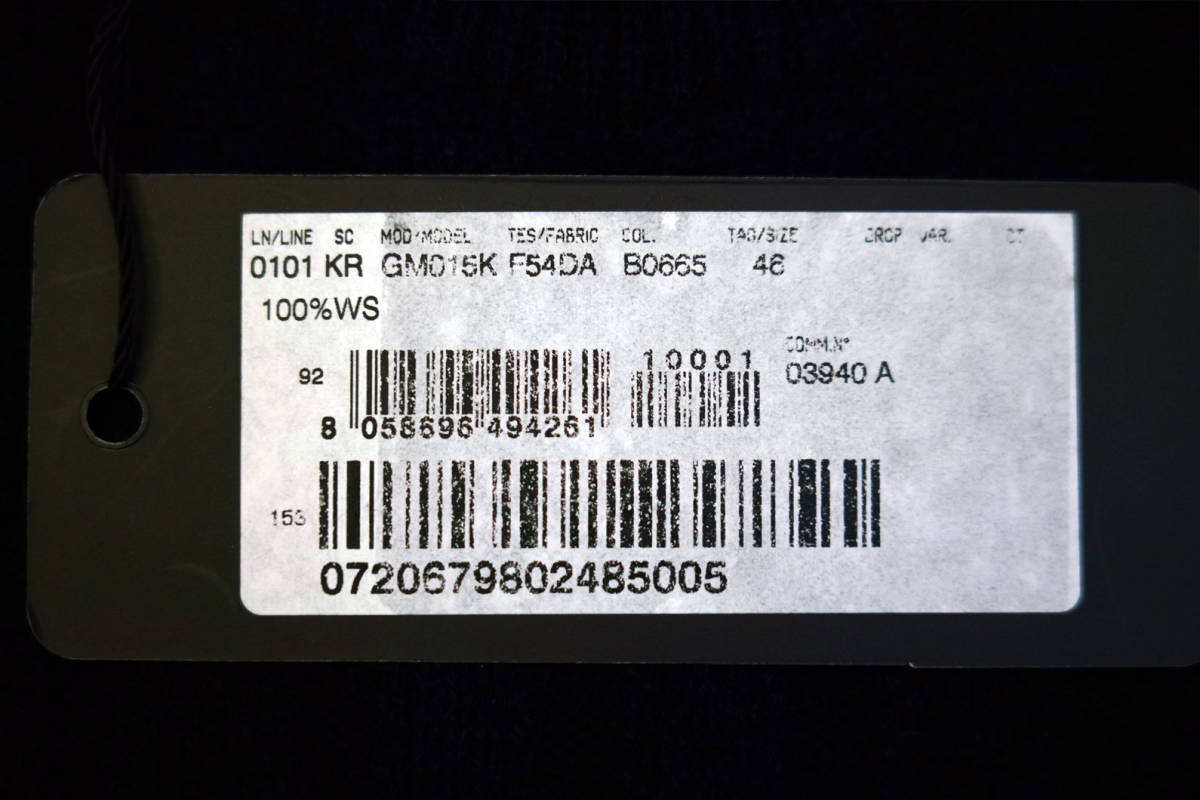 LN/LINE SC MOD/MODEL TES/FABRIC COL. TAG/SIZE DROP VAR. CT
0101 KR GM015K F54DA B0665 46
100%WS
10001
COMM.N°
92
03940 A
8 058696 494261
153
0720679802485005